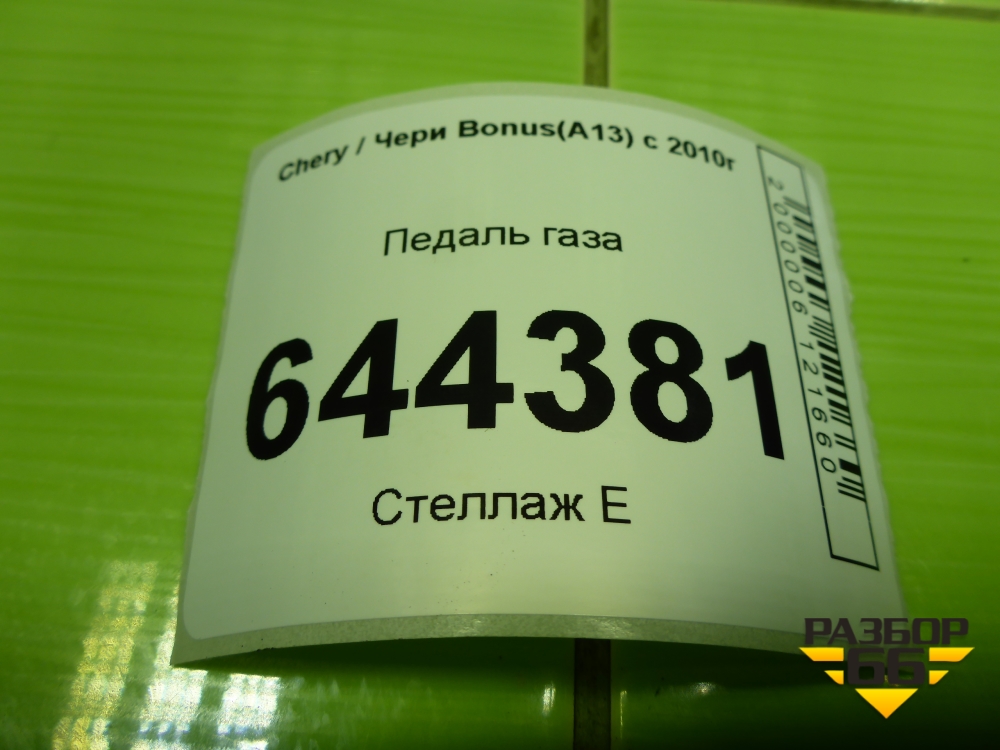 Chery / Чери Bonus(A13) с 2010г
Педаль газа
644381
Стеллаж Е
2000006121660
РАЗБОР
66